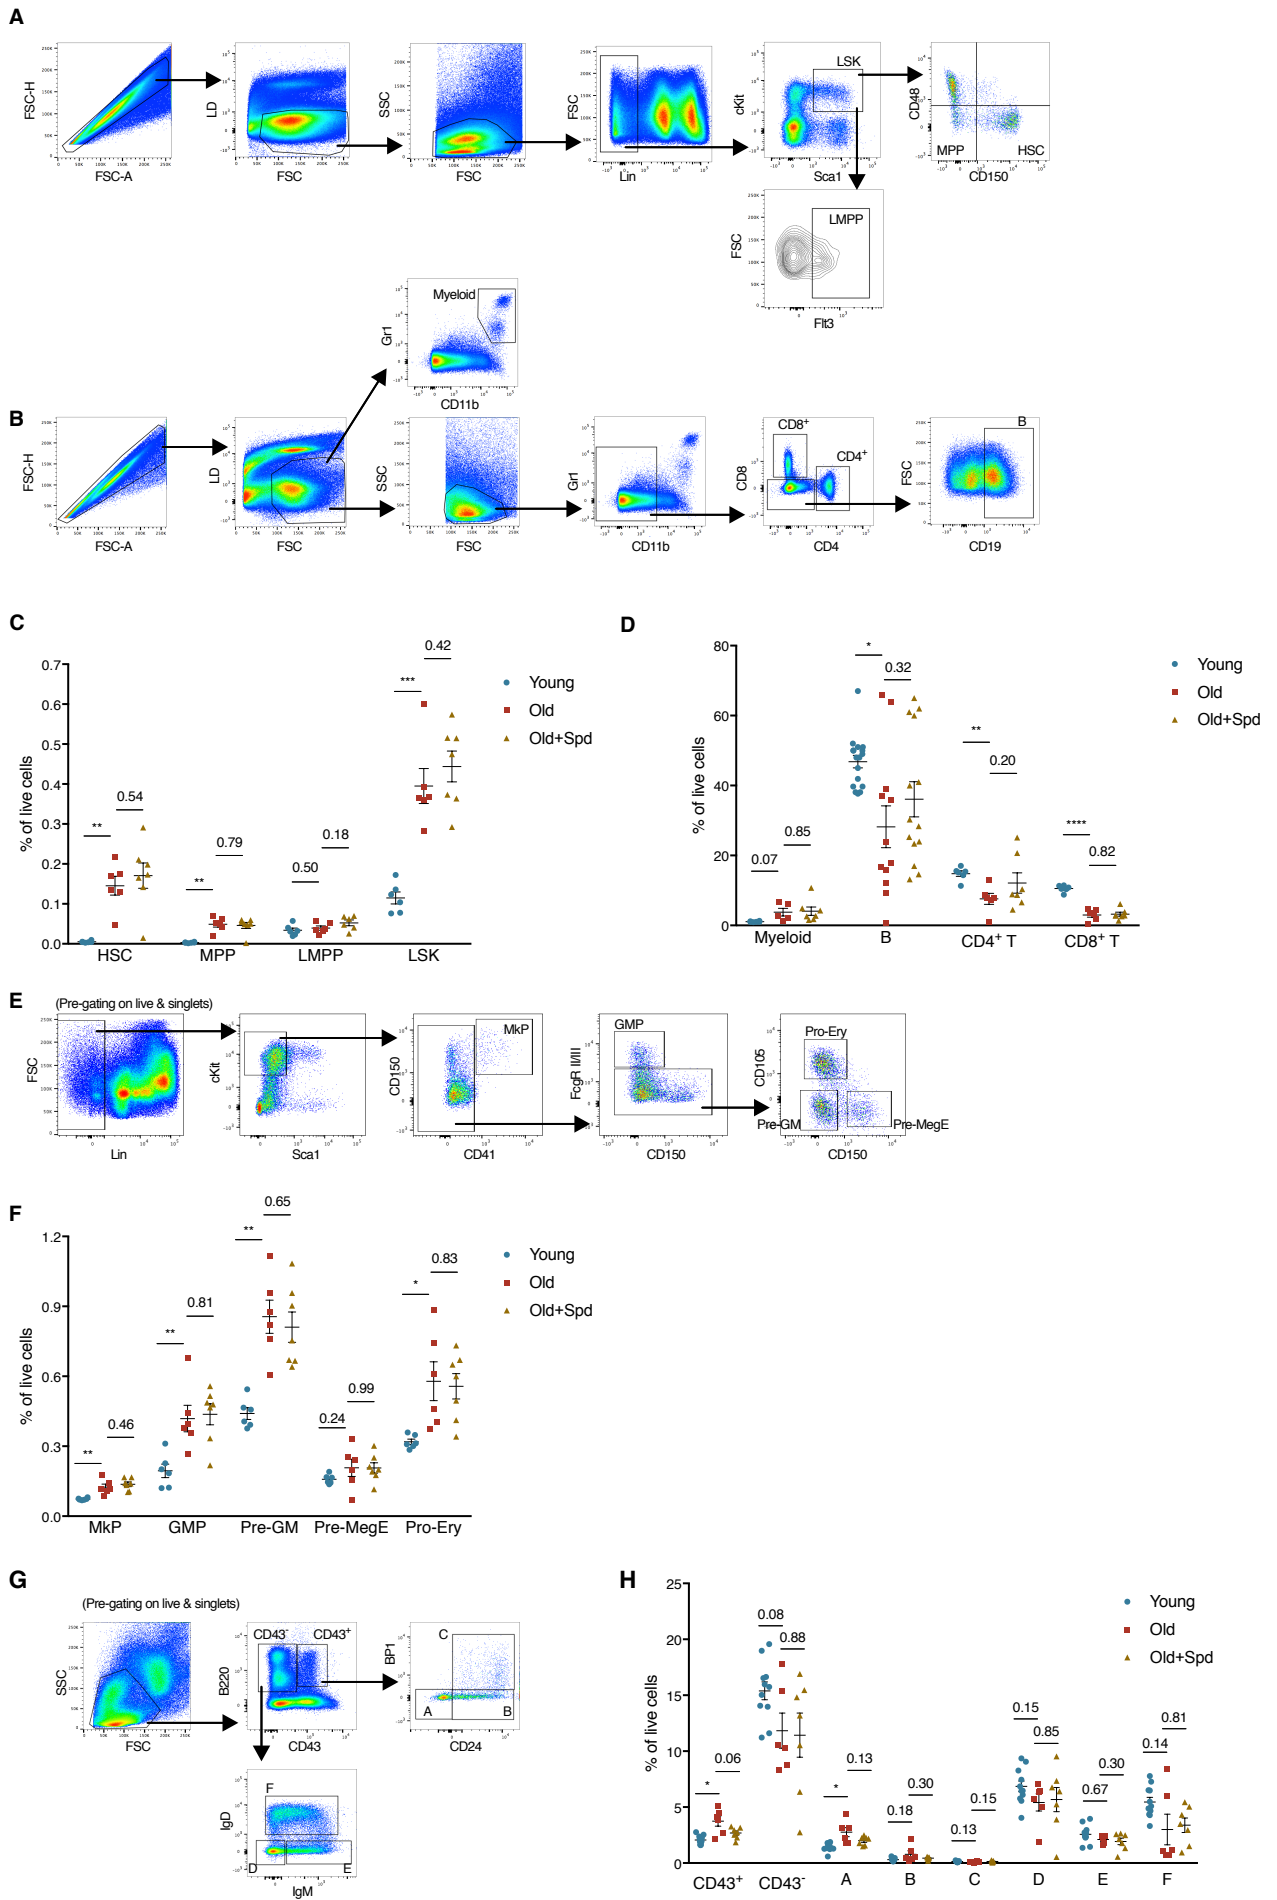 A
FSC-H
FSC-A
LD
FSC
SSC
FSC
FSC
Lin
cKit
LSK
Sca1
CD48
MPP
HSC
CD150
FSC
LMPP
Flt3
Myeloid
Gr1
CD11b
B
FSC-H
FSC-A
LD
FSC
SSC
FSC
Gr1
CD11b
CD8+
CD4+
CD8
CD4
B
FSC
CD19
C
% of live cells
0.7
0.6
0.5
0.4
0.3
0.2
0.1
0.0
** 0.54
** 0.79
0.50 0.18
*** 0.42
HSC MPP LMPP LSK
Young
Old
Old+Spd
D
% of live cells
80
60
40
20
0
0.07 0.85
* 0.32
** 0.20
**** 0.82
Myeloid B CD4+ T CD8+ T
Young
Old
Old+Spd
E
(Pre-gating on live & singlets)
FSC
Lin
cKit
Sca1
CD150
MkP
CD41
FcgR II/III
GMP
CD150
CD105
Pro-Ery
Pre-GM
Pre-MegE
CD150
F
% of live cells
1.2
0.9
0.6
0.3
0.0
** 0.46
** 0.81
** 0.65
0.24 0.99
* 0.83
MkP GMP Pre-GM Pre-MegE Pro-Ery
Young
Old
Old+Spd
G
(Pre-gating on live & singlets)
SSC
FSC
B220
CD43-
CD43+
CD43
BP1
C
A
B
CD24
IgD
F
D
E
IgM
H
% of live cells
25
20
15
10
5
0
* 0.06
0.08 0.88
* 0.13
0.18 0.30
0.13 0.15
0.15 0.85
0.67 0.30
0.14 0.81
CD43+ CD43- A B C D E F
Young
Old
Old+Spd